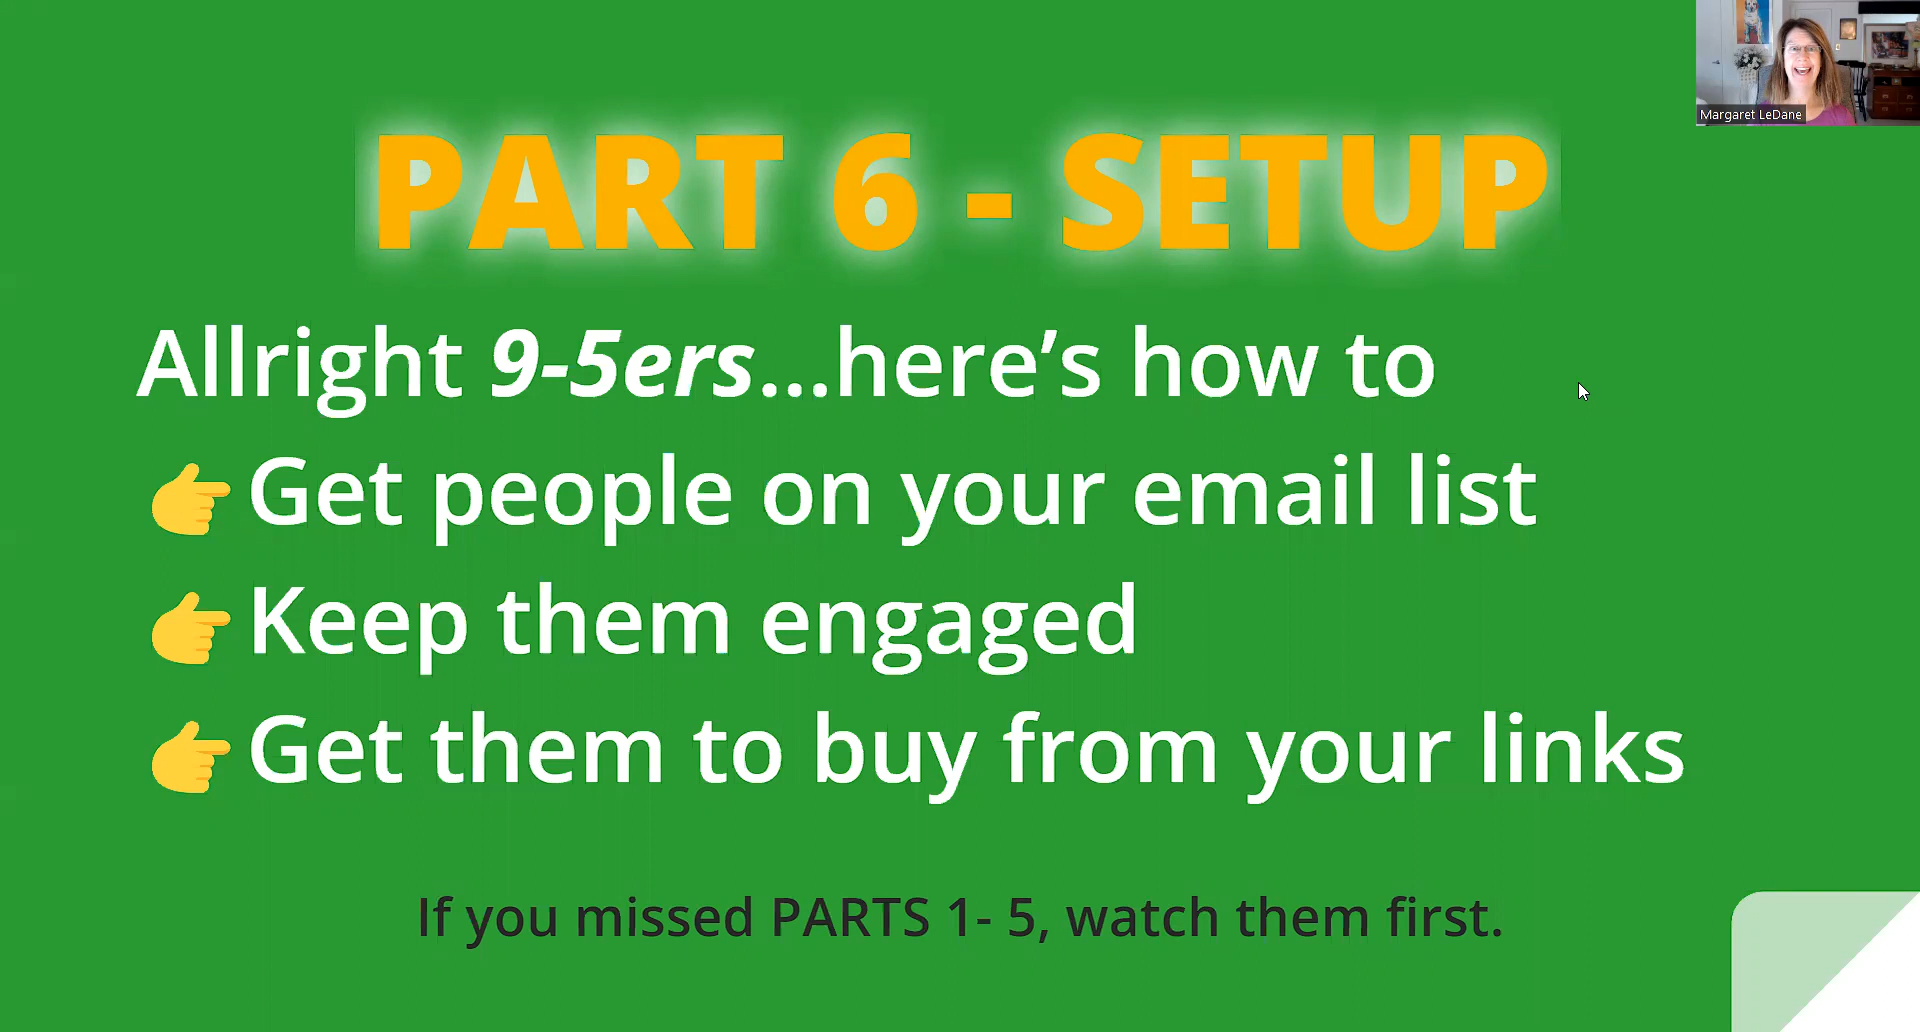 PART 6 - SETUP
Allright 9-5ers...here’s how to
👉Get people on your email list
👉Keep them engaged
👉Get them to buy from your links
If you missed PARTS 1- 5, watch them first.
Margaret LeDane